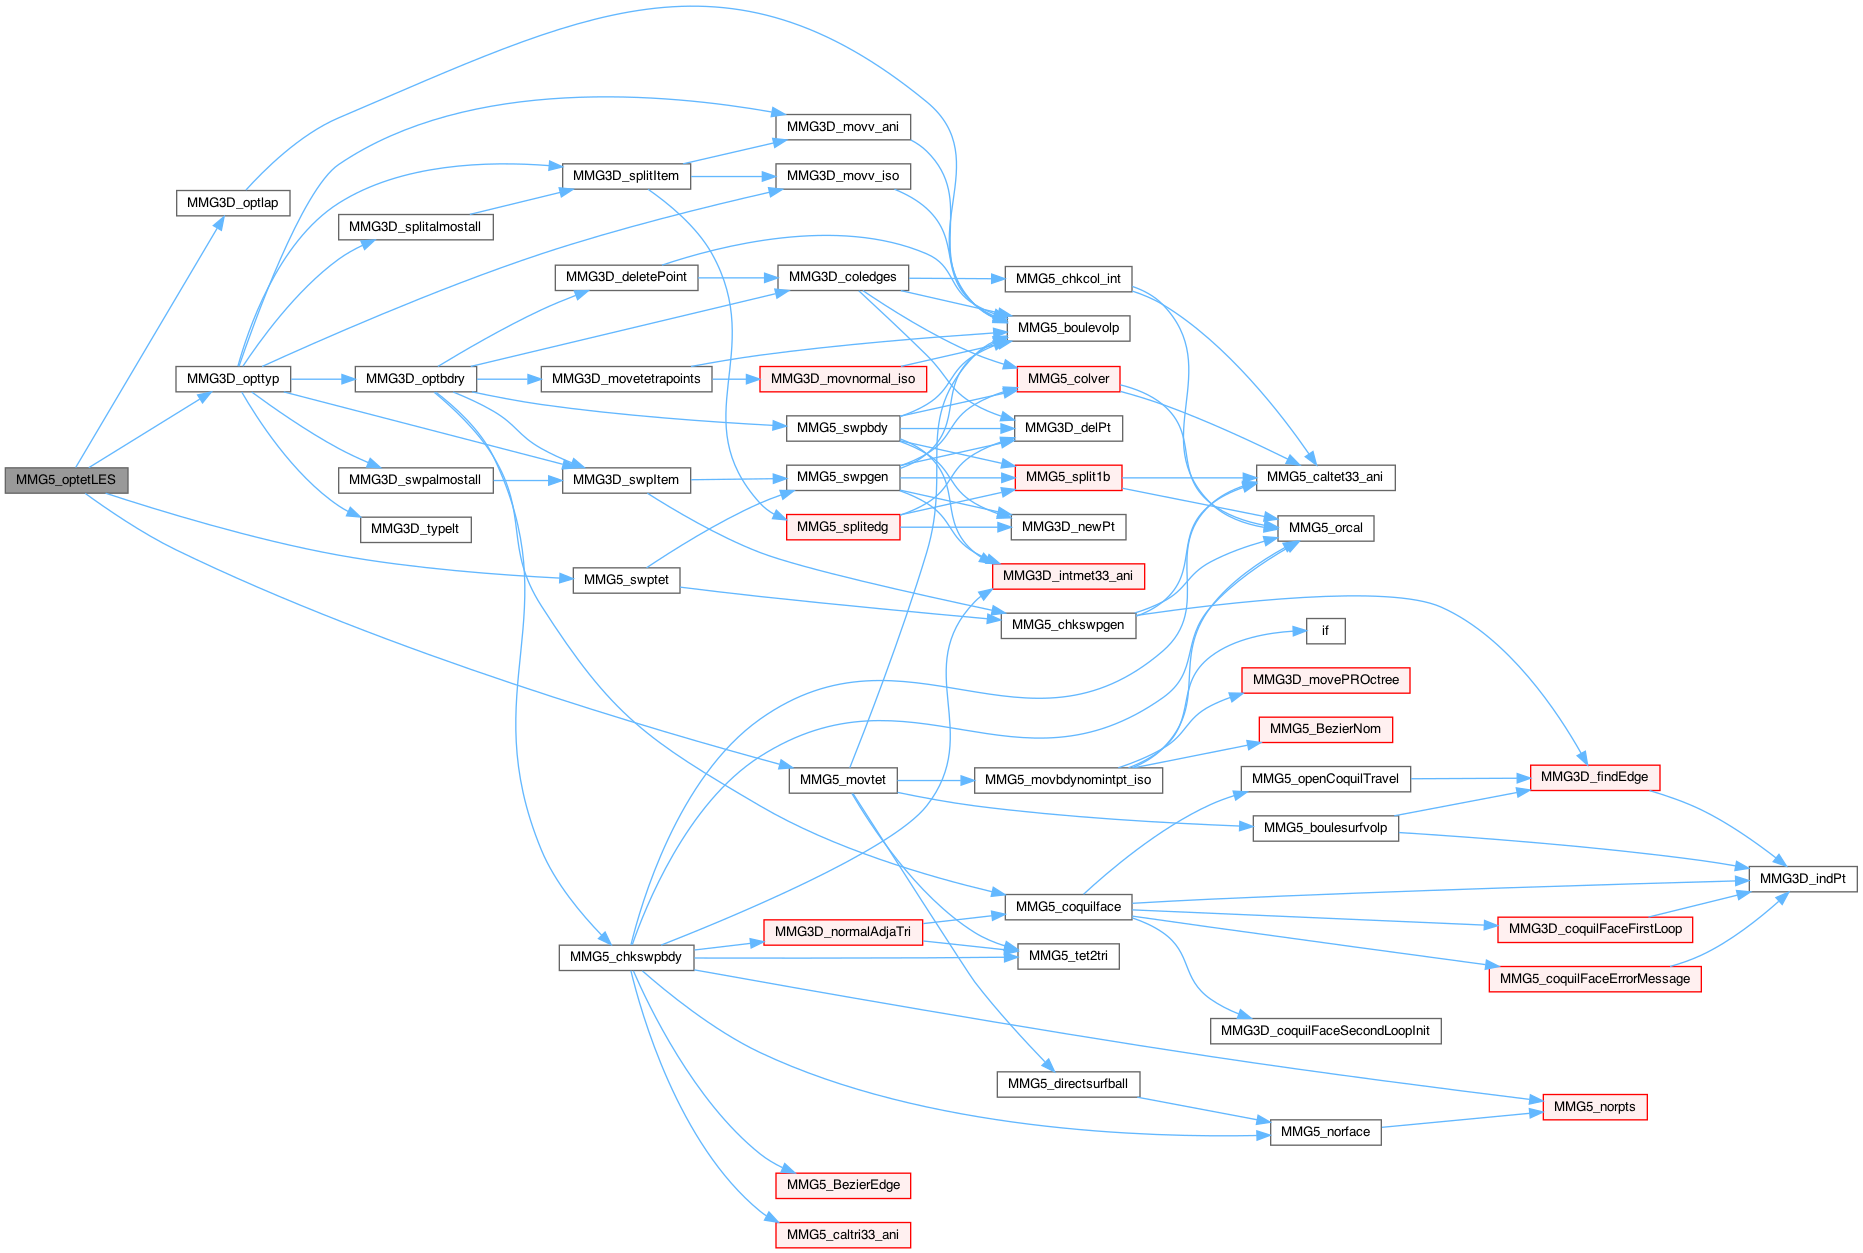 MMG5_optetLES
MMG3D_optlap
MMG3D_opttyp
MMG3D_splitalmostall
MMG3D_optbdry
MMG3D_swpalmostall
MMG3D_typelt
MMG3D_splitItem
MMG3D_deletePoint
MMG3D_movetetrapoints
MMG3D_swpItem
MMG5_swptet
MMG5_chkswpbdy
MMG3D_movv_ani
MMG3D_movv_iso
MMG3D_coledges
MMG3D_movnormal_iso
MMG5_swpbdy
MMG5_swpgen
MMG5_splitedg
MMG5_movtet
MMG3D_normalAdjaTri
MMG5_BezierEdge
MMG5_caltri33_ani
MMG5_chkcol_int
MMG5_boulevolp
MMG5_colver
MMG3D_delPt
MMG5_split1b
MMG3D_newPt
MMG3D_intmet33_ani
MMG5_chkswpgen
MMG5_movbdynomintpt_iso
MMG5_coquilface
MMG5_tet2tri
MMG5_directsurfball
MMG5_caltet33_ani
MMG5_orcal
if
MMG3D_movePROctree
MMG5_BezierNom
MMG5_openCoquilTravel
MMG5_boulesurfvolp
MMG3D_coquilFaceSecondLoopInit
MMG5_norface
MMG3D_findEdge
MMG3D_coquilFaceFirstLoop
MMG5_coquilFaceErrorMessage
MMG5_norpts
MMG3D_indPt